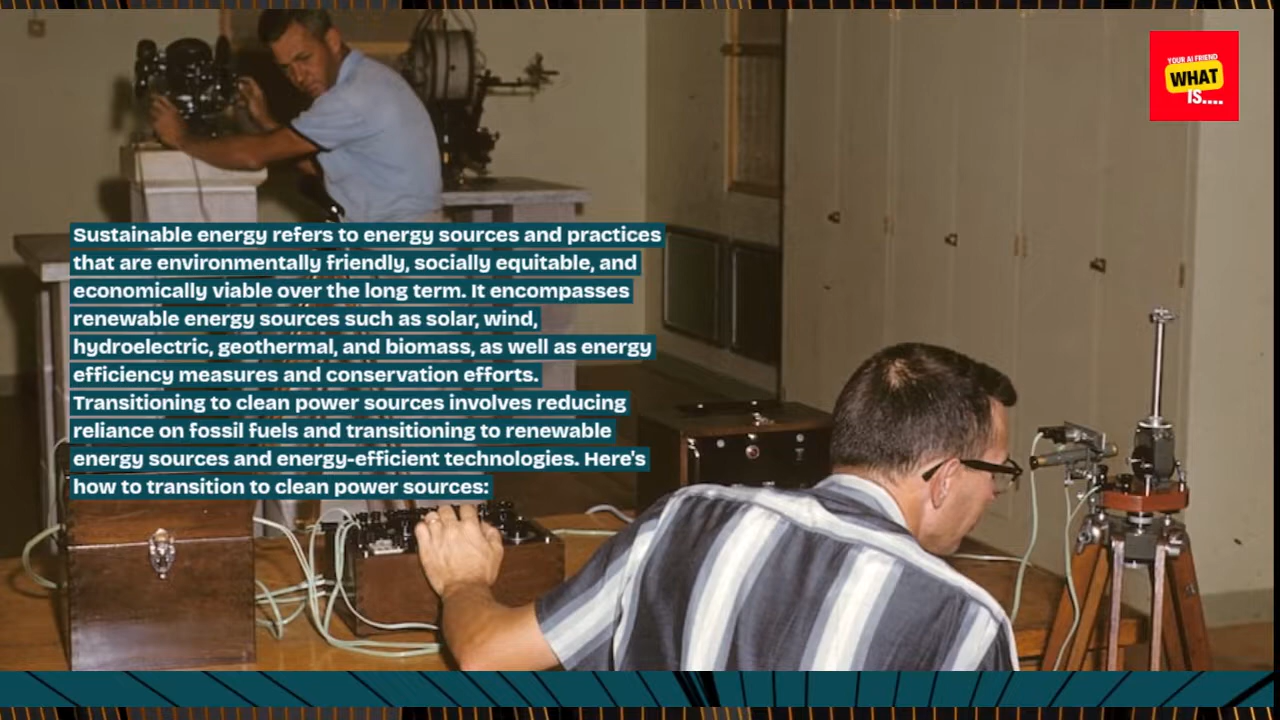 YOUR AI FRIEND
WHAT
IS....
Sustainable energy refers to energy sources and practices
that are environmentally friendly, socially equitable, and
economically viable over the long term. It encompasses
renewable energy sources such as solar, wind,
hydroelectric, geothermal, and biomass, as well as energy
efficiency measures and conservation efforts.
Transitioning to clean power sources involves reducing
reliance on fossil fuels and transitioning to renewable
energy sources and energy-efficient technologies. Here's
how to transition to clean power sources: